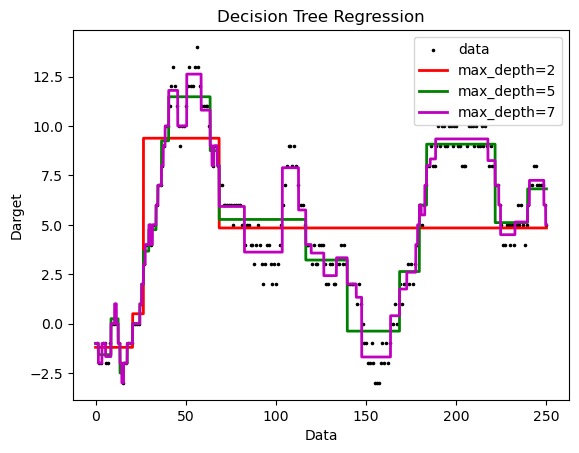 Decision Tree Regression
data
max_depth=2
max_depth=5
max_depth=7
Darget
12.5
10.0
7.5
5.0
2.5
0.0
−2.5
0
50
100
150
200
250
Data